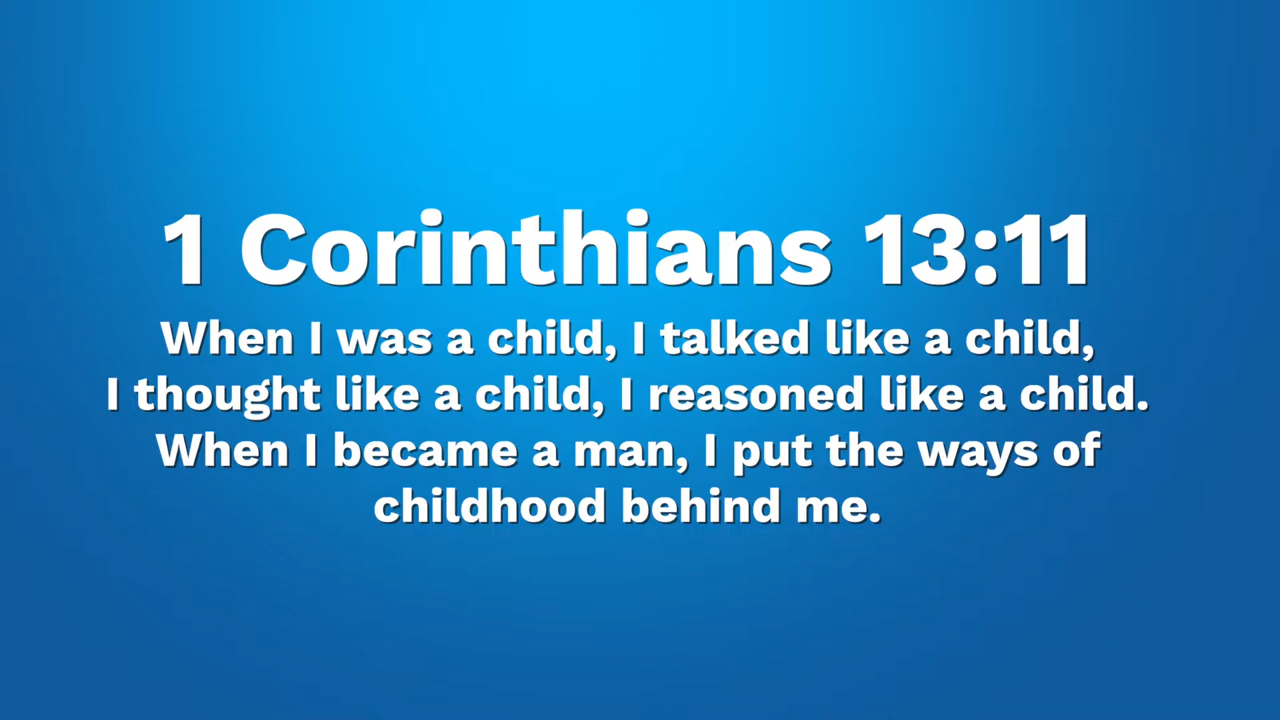 1 Corinthians 13:11
When I was a child, I talked like a child,
I thought like a child, I reasoned like a child.
When I became a man, I put the ways of
childhood behind me.